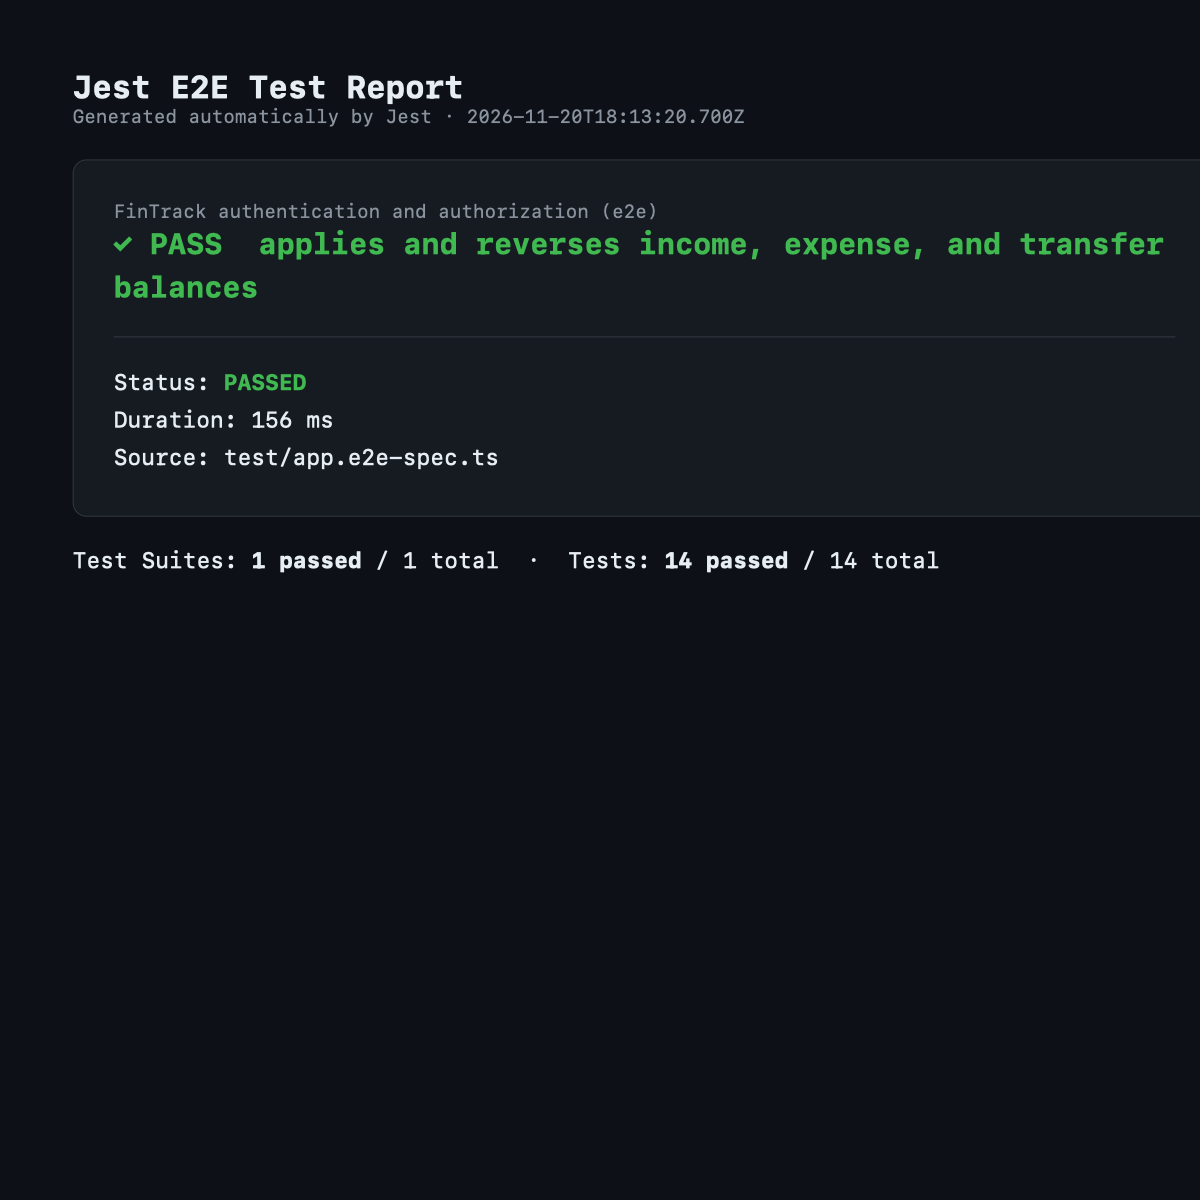 Jest E2E Test Report
Generated automatically by Jest · 2026-11-20T18:13:20.700Z
FinTrack authentication and authorization (e2e)
✔ PASS  applies and reverses income, expense, and transfer
balances
Status: PASSED
Duration: 156 ms
Source: test/app.e2e-spec.ts
Test Suites: 1 passed / 1 total  ·  Tests: 14 passed / 14 total